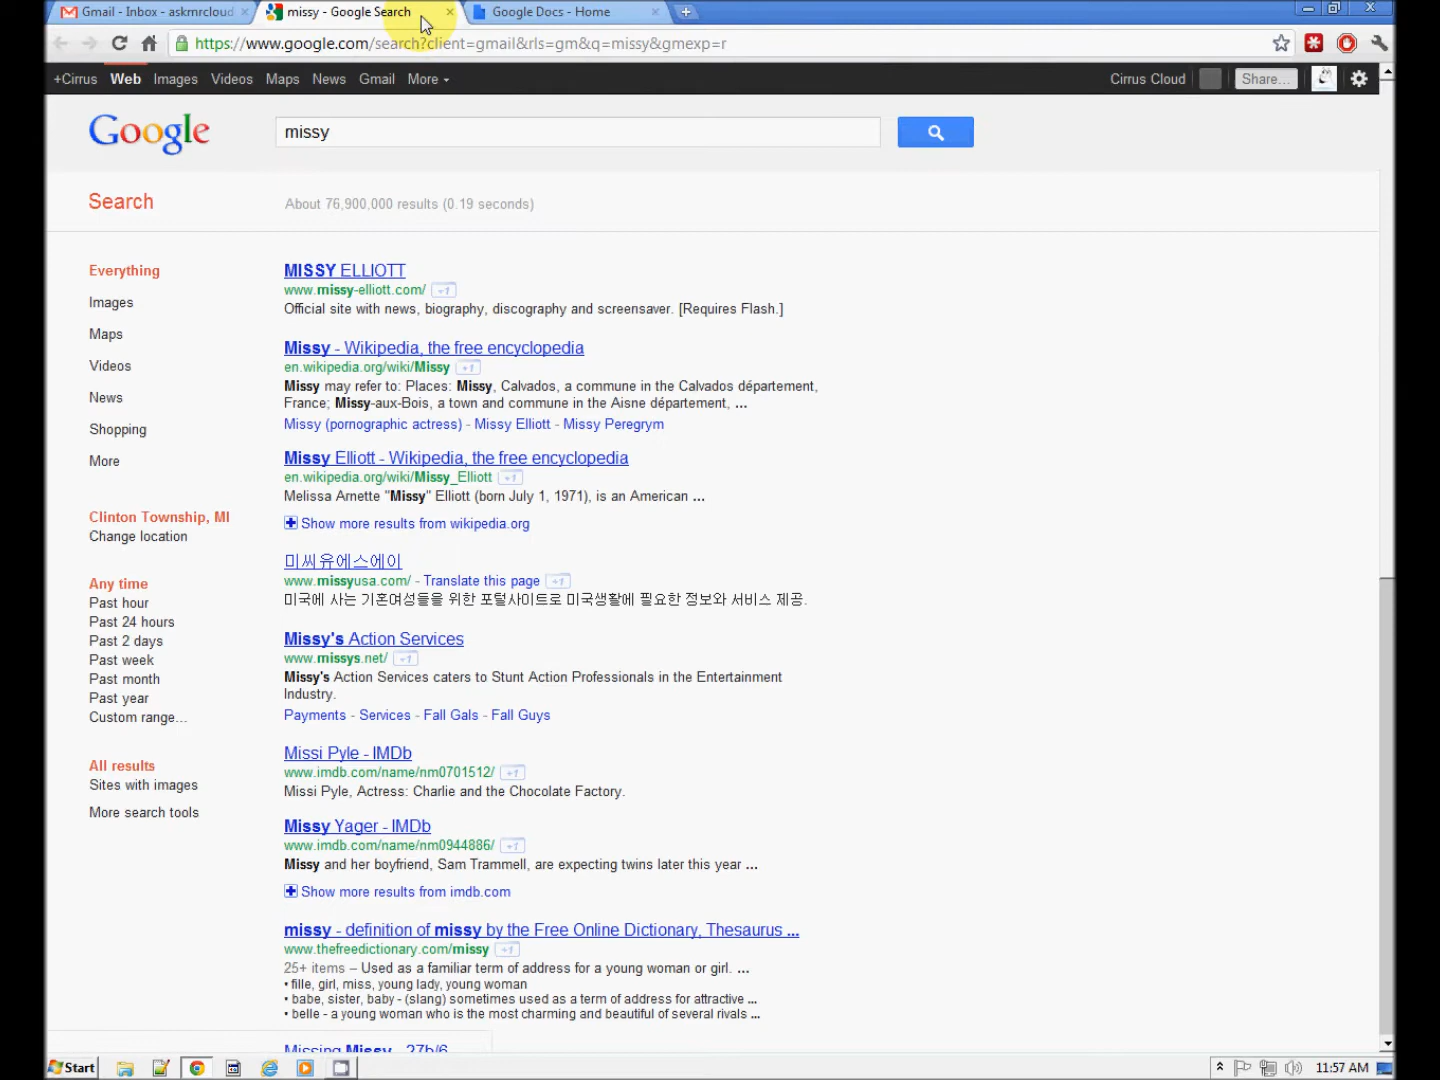 Gmail - Inbox - askmrcloud
missy - Google Search
Google Docs - Home
https://www.google.com/search?client=gmail&rls=gm&q=missy&gmexp=r
+Cirrus Web Images Videos Maps News Gmail More
Cirrus Cloud Share...
Google
missy
Search
About 76,900,000 results (0.19 seconds)
Everything
Images
Maps
Videos
News
Shopping
More
Clinton Township, MI
Change location
Any time
Past hour
Past 24 hours
Past 2 days
Past week
Past month
Past year
Custom range...
All results
Sites with images
More search tools
MISSY ELLIOTT
www.missy-elliott.com/ +1
Official site with news, biography, discography and screensaver. [Requires Flash.]
Missy - Wikipedia, the free encyclopedia
en.wikipedia.org/wiki/Missy +1
Missy may refer to: Places: Missy, Calvados, a commune in the Calvados département,
France; Missy-aux-Bois, a town and commune in the Aisne département, ...
Missy (pornographic actress) - Missy Elliott - Missy Peregrym
Missy Elliott - Wikipedia, the free encyclopedia
en.wikipedia.org/wiki/Missy_Elliott +1
Melissa Arnette "Missy" Elliott (born July 1, 1971), is an American ...
Show more results from wikipedia.org
미씨유에스에이
www.missyusa.com/ - Translate this page +1
미국에 사는 기혼여성들을 위한 포털사이트로 미국생활에 필요한 정보와 서비스 제공.
Missy's Action Services
www.missys.net/ +1
Missy's Action Services caters to Stunt Action Professionals in the Entertainment
Industry.
Payments - Services - Fall Gals - Fall Guys
Missi Pyle - IMDb
www.imdb.com/name/nm0701512/ +1
Missi Pyle, Actress: Charlie and the Chocolate Factory.
Missy Yager - IMDb
www.imdb.com/name/nm0944886/ +1
Missy and her boyfriend, Sam Trammell, are expecting twins later this year ...
Show more results from imdb.com
missy - definition of missy by the Free Online Dictionary, Thesaurus ...
www.thefreedictionary.com/missy +1
25+ items – Used as a familiar term of address for a young woman or girl. ...
• fille, girl, miss, young lady, young woman
• babe, sister, baby - (slang) sometimes used as a term of address for attractive ...
• belle - a young woman who is the most charming and beautiful of several rivals ...
Missing Missy - 27b/6
Start
11:57 AM